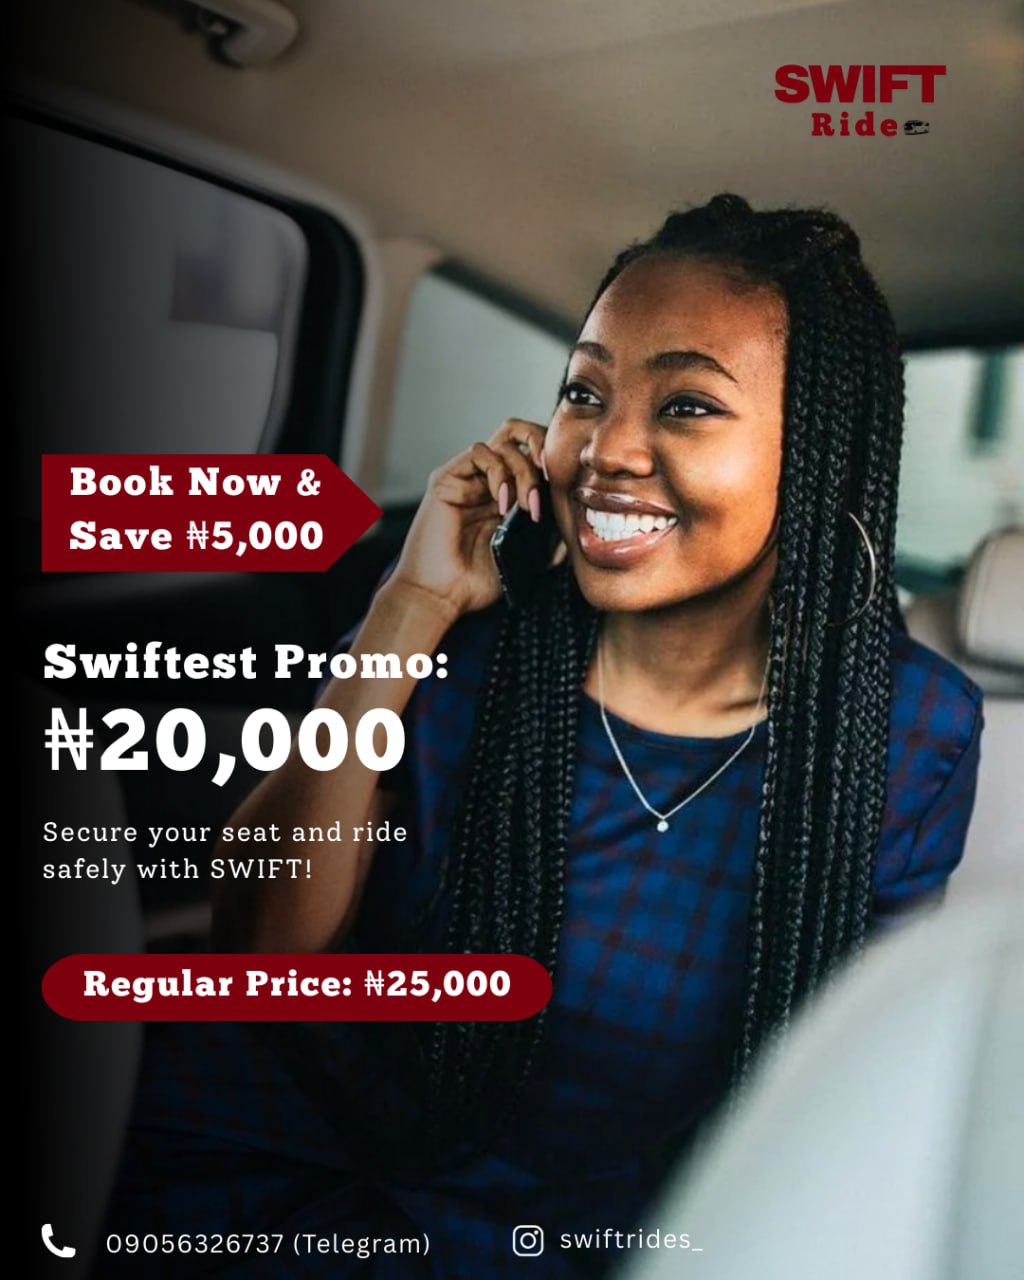 SWIFT
Ride
Book Now &
Save ₦5,000
Swiftest Promo:
₦20,000
Secure your seat and ride
safely with SWIFT!
Regular Price: ₦25,000
09056326737 (Telegram)
swiftrides_